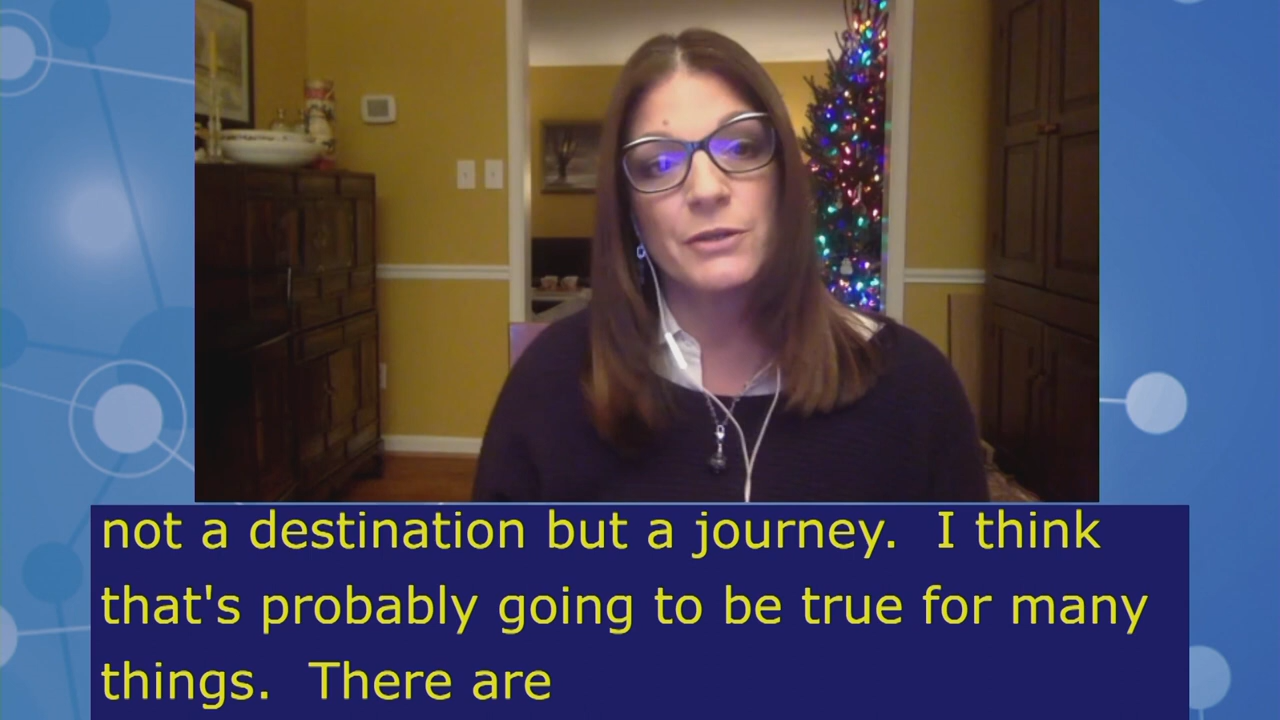 not a destination but a journey.  I think
that's probably going to be true for many
things.  There are